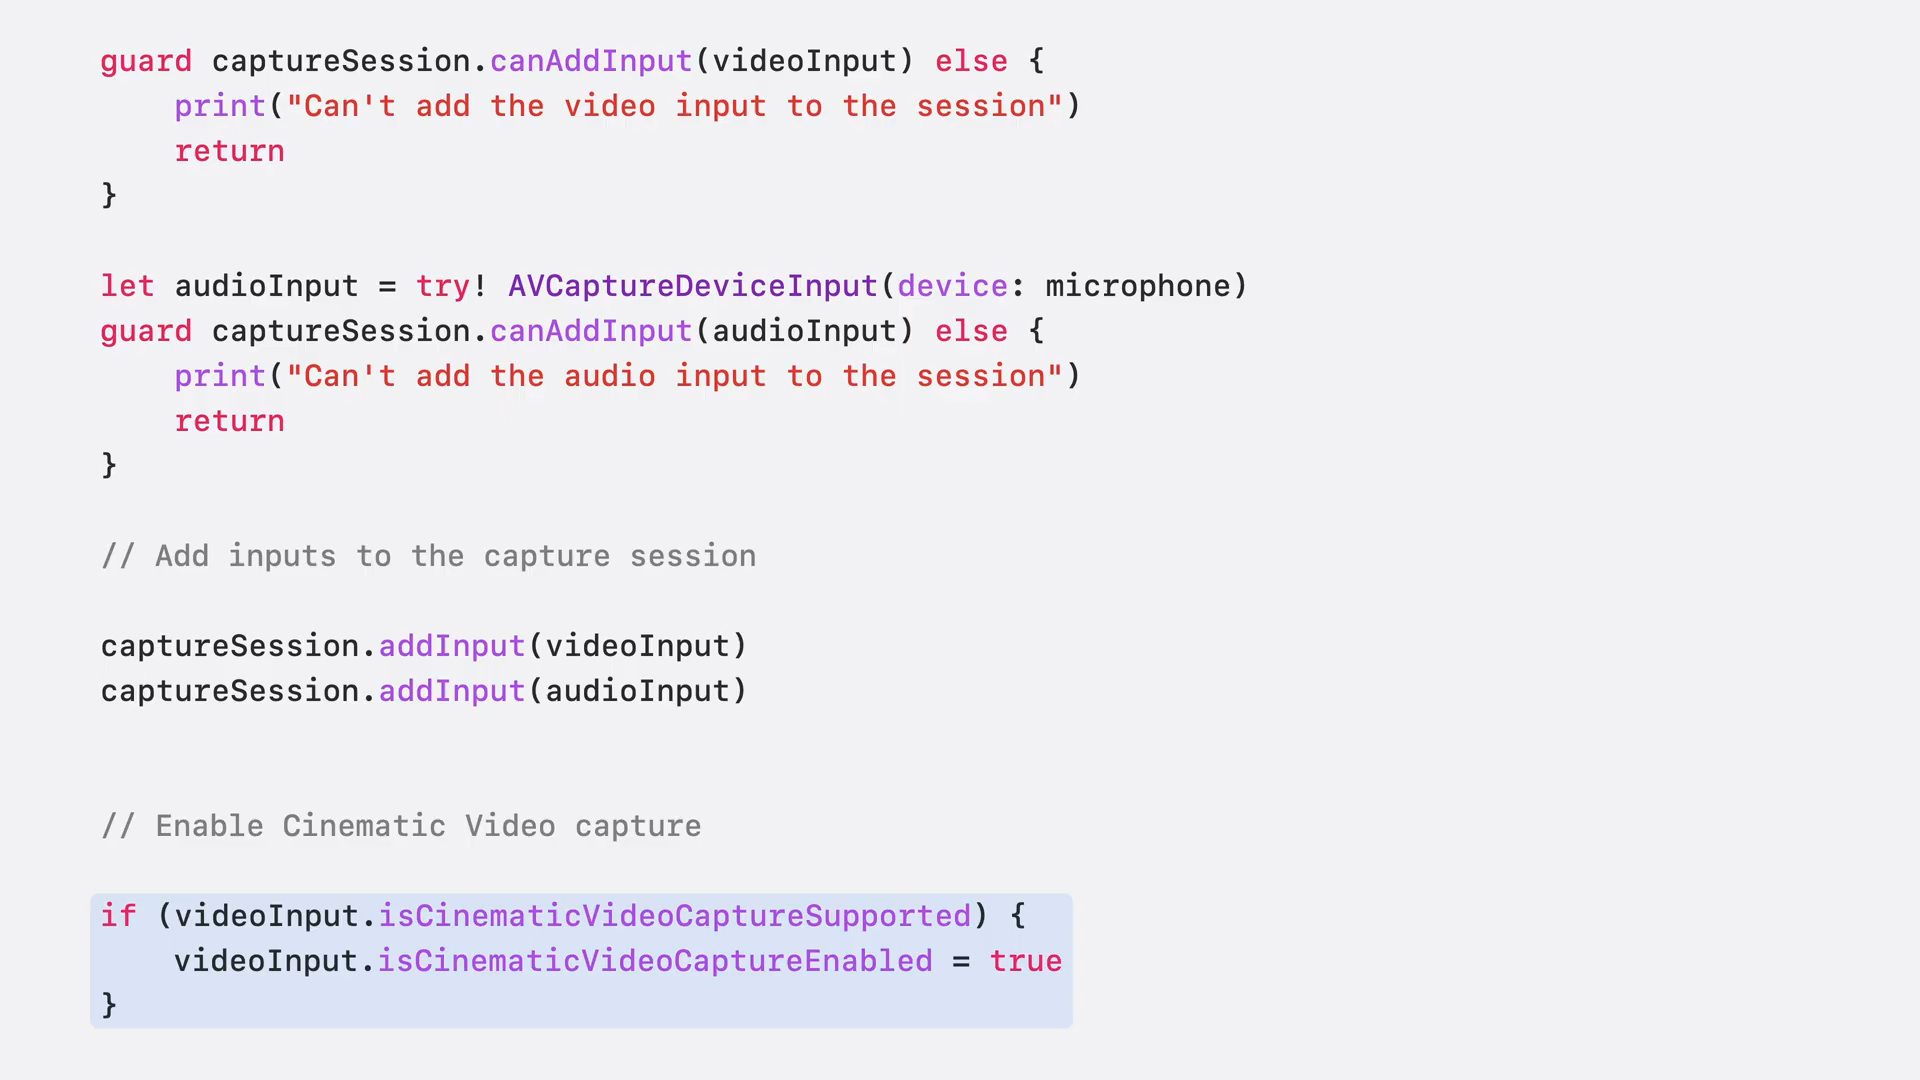 guard captureSession.canAddInput(videoInput) else {
    print("Can't add the video input to the session")
    return
}

let audioInput = try! AVCaptureDeviceInput(device: microphone)
guard captureSession.canAddInput(audioInput) else {
    print("Can't add the audio input to the session")
    return
}

// Add inputs to the capture session

captureSession.addInput(videoInput)
captureSession.addInput(audioInput)

// Enable Cinematic Video capture

if (videoInput.isCinematicVideoCaptureSupported) {
    videoInput.isCinematicVideoCaptureEnabled = true
}